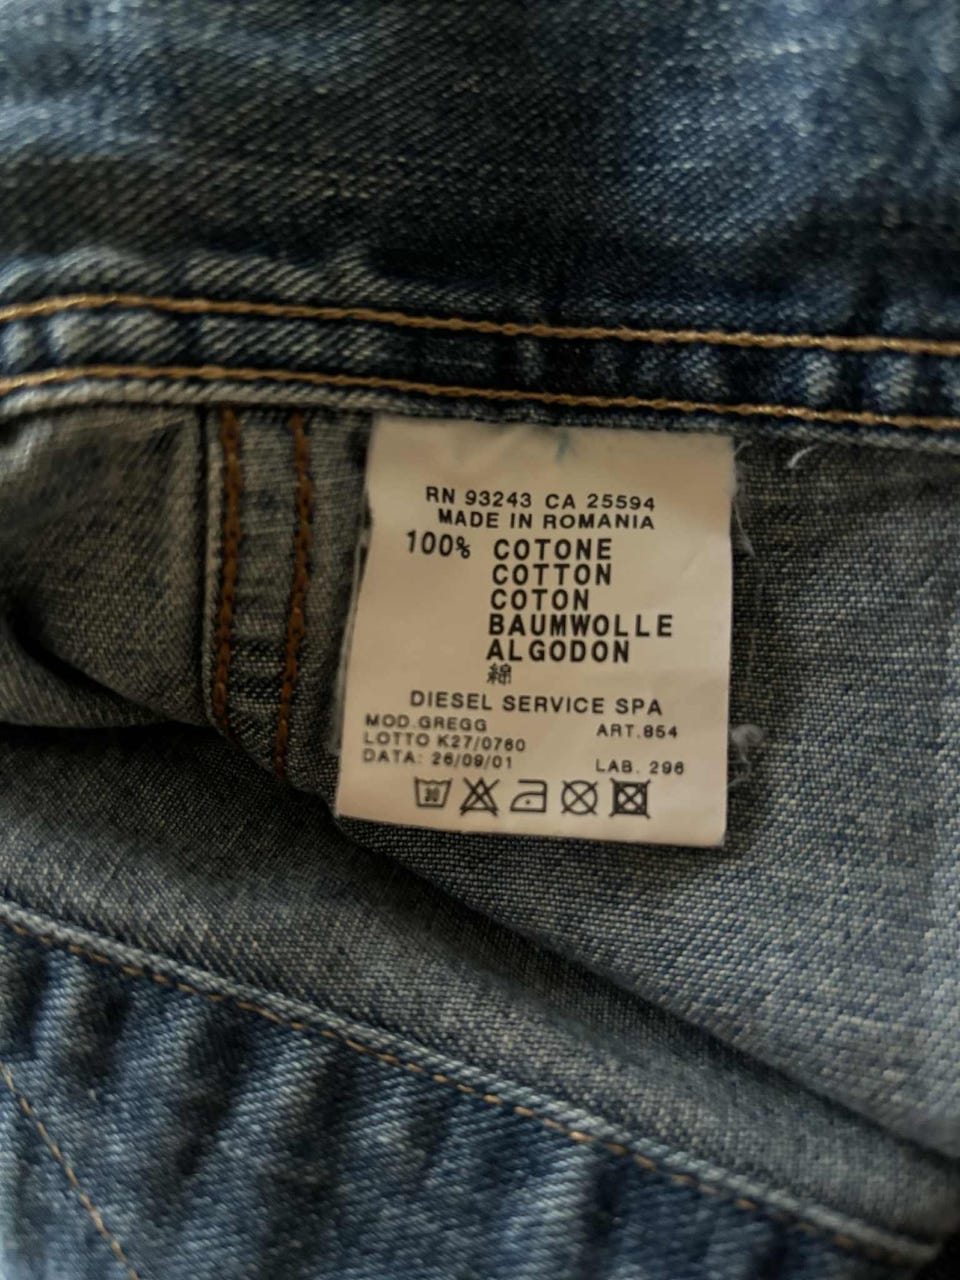 RN 93243 CA 25594
MADE IN ROMANIA
100% COTONE
COTTON
COTON
BAUMWOLLE
ALGODON
綿
DIESEL SERVICE SPA
MOD.GREGG ART.854
LOTTO K27/0760
DATA: 26/09/01 LAB. 296
30